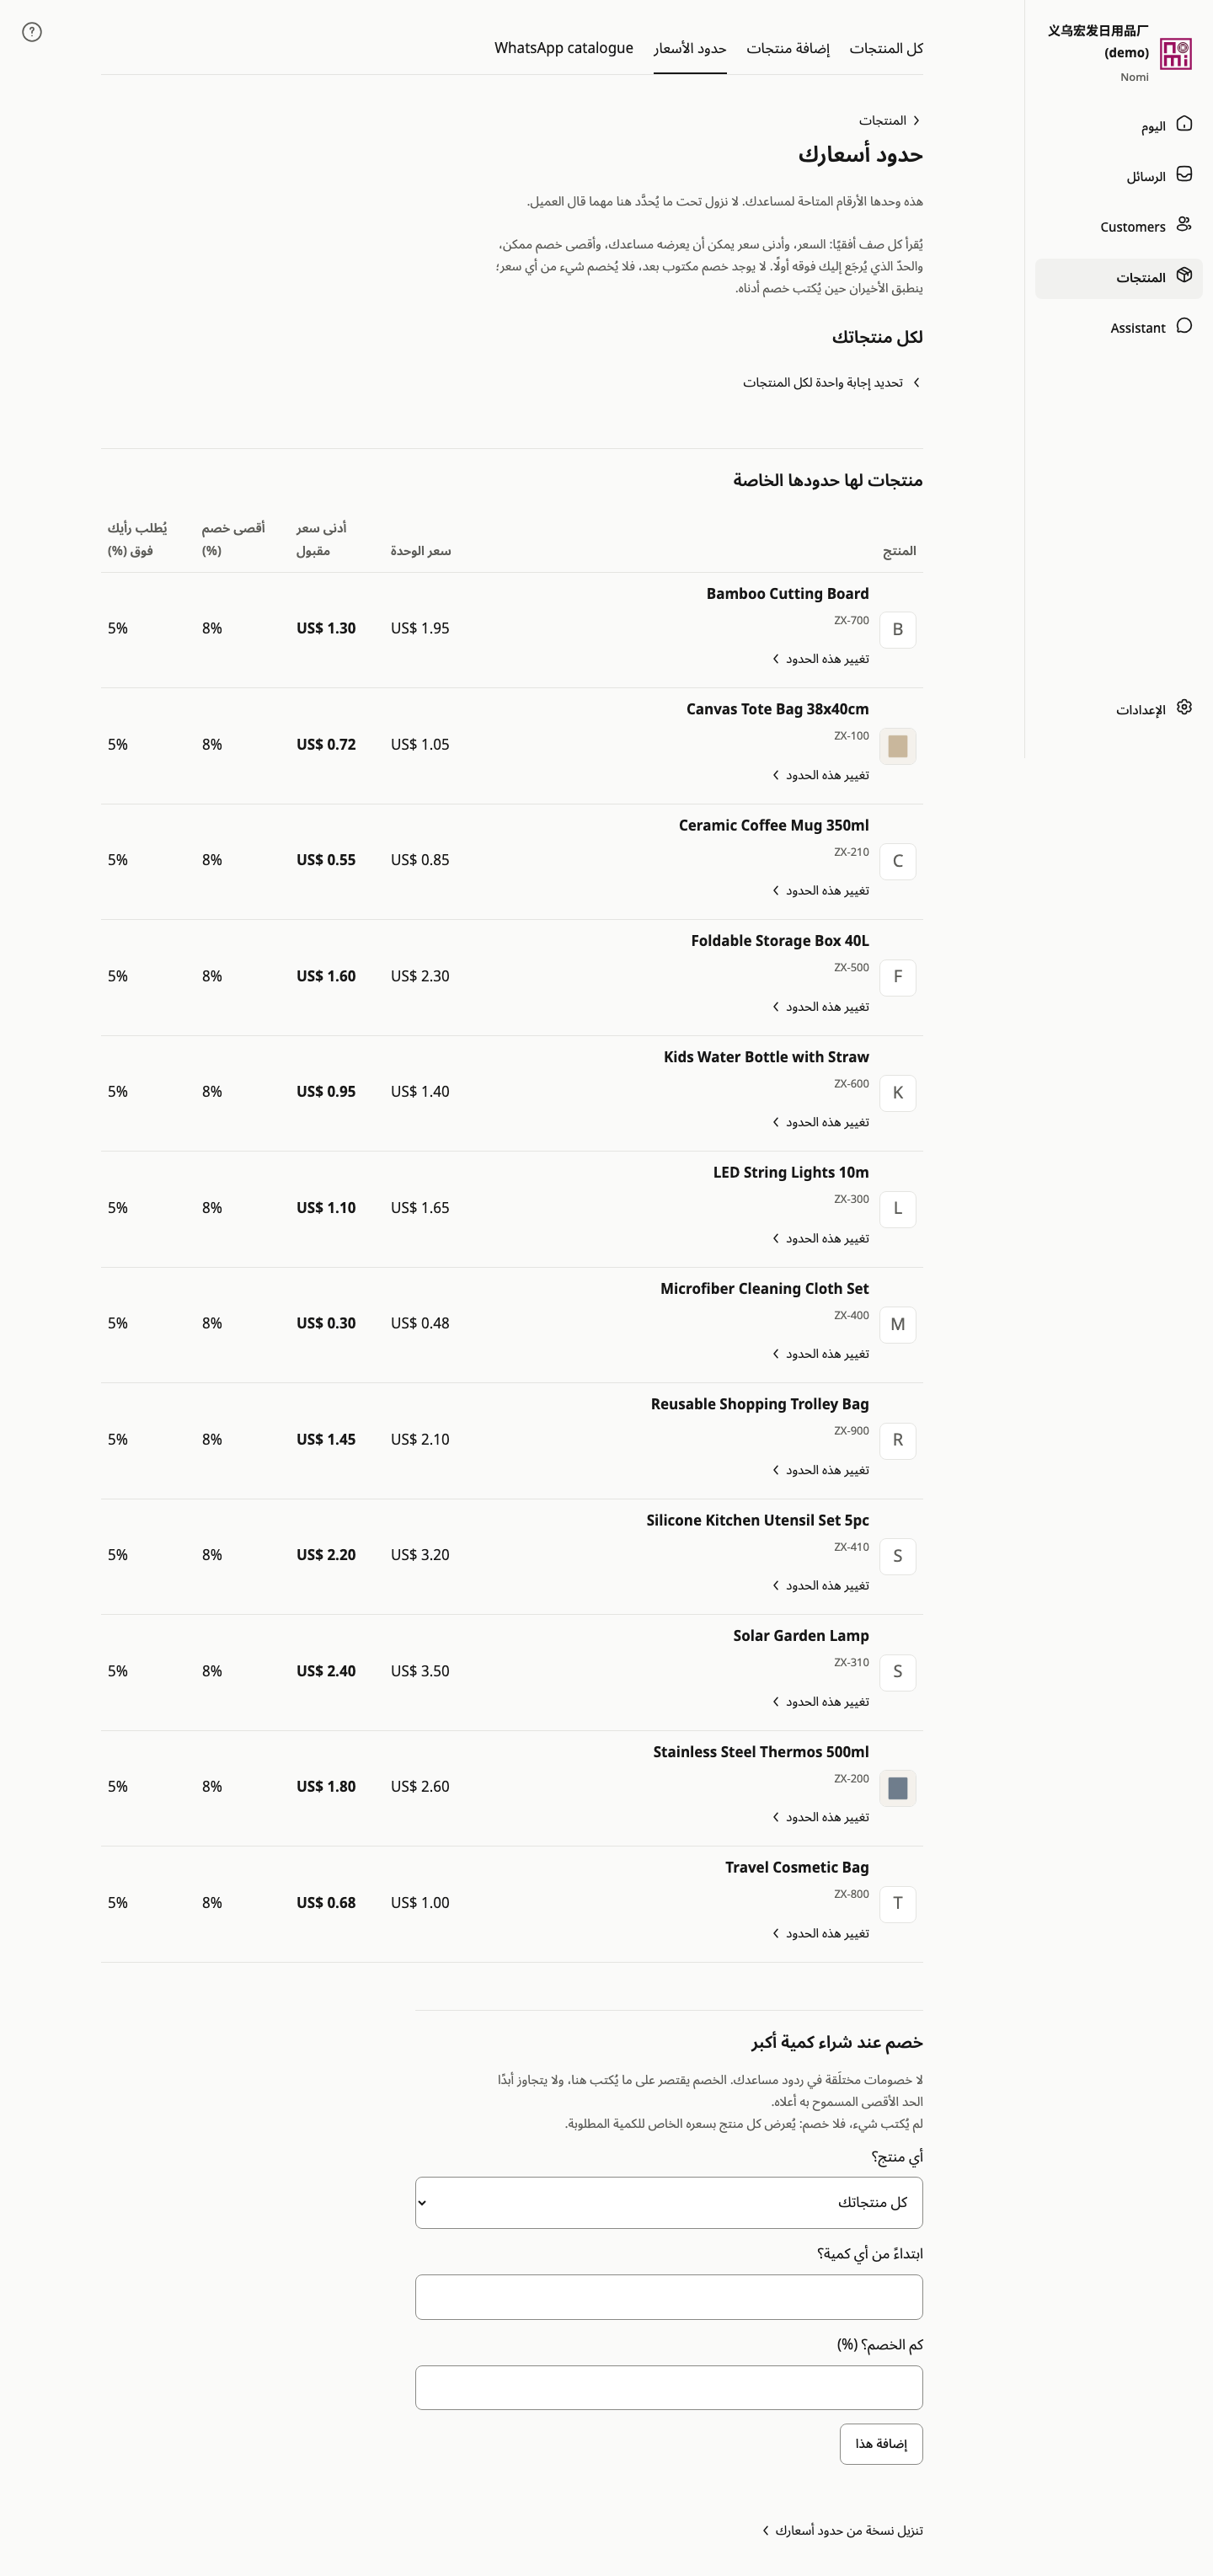 义乌宏发日用品厂
(demo)
Nomi
اليوم
الرسائل
Customers
المنتجات
Assistant
الإعدادات
كل المنتجات
إضافة منتجات
حدود الأسعار
WhatsApp catalogue
المنتجات
حدود أسعارك
هذه وحدها الأرقام المتاحة لمساعدك. لا نزول تحت ما يُحدَّد هنا مهما قال العميل.
يُقرأ كل صف أفقيًا: السعر، وأدنى سعر يمكن أن يعرضه مساعدك، وأقصى خصم ممكن،
والحدّ الذي يُرجَع إليك فوقه أولًا. لا يوجد خصم مكتوب بعد، فلا يُخصم شيء من أي سعر؛
ينطبق الأخيران حين يُكتب خصم أدناه.
لكل منتجاتك
تحديد إجابة واحدة لكل المنتجات
منتجات لها حدودها الخاصة
المنتج
سعر الوحدة
أدنى سعر
مقبول
أقصى خصم
(%)
يُطلب رأيك
فوق (%)
B
Bamboo Cutting Board
ZX-700
تغيير هذه الحدود
US$ 1.95
US$ 1.30
8%
5%
Canvas Tote Bag 38x40cm
ZX-100
تغيير هذه الحدود
US$ 1.05
US$ 0.72
8%
5%
C
Ceramic Coffee Mug 350ml
ZX-210
تغيير هذه الحدود
US$ 0.85
US$ 0.55
8%
5%
F
Foldable Storage Box 40L
ZX-500
تغيير هذه الحدود
US$ 2.30
US$ 1.60
8%
5%
K
Kids Water Bottle with Straw
ZX-600
تغيير هذه الحدود
US$ 1.40
US$ 0.95
8%
5%
L
LED String Lights 10m
ZX-300
تغيير هذه الحدود
US$ 1.65
US$ 1.10
8%
5%
M
Microfiber Cleaning Cloth Set
ZX-400
تغيير هذه الحدود
US$ 0.48
US$ 0.30
8%
5%
R
Reusable Shopping Trolley Bag
ZX-900
تغيير هذه الحدود
US$ 2.10
US$ 1.45
8%
5%
S
Silicone Kitchen Utensil Set 5pc
ZX-410
تغيير هذه الحدود
US$ 3.20
US$ 2.20
8%
5%
S
Solar Garden Lamp
ZX-310
تغيير هذه الحدود
US$ 3.50
US$ 2.40
8%
5%
Stainless Steel Thermos 500ml
ZX-200
تغيير هذه الحدود
US$ 2.60
US$ 1.80
8%
5%
T
Travel Cosmetic Bag
ZX-800
تغيير هذه الحدود
US$ 1.00
US$ 0.68
8%
5%
خصم عند شراء كمية أكبر
لا خصومات مختلَقة في ردود مساعدك. الخصم يقتصر على ما يُكتب هنا، ولا يتجاوز أبدًا
الحد الأقصى المسموح به أعلاه.
لم يُكتب شيء، فلا خصم: يُعرض كل منتج بسعره الخاص للكمية المطلوبة.
أي منتج؟
كل منتجاتك
ابتداءً من أي كمية؟
كم الخصم؟ (%)
إضافة هذا
تنزيل نسخة من حدود أسعارك